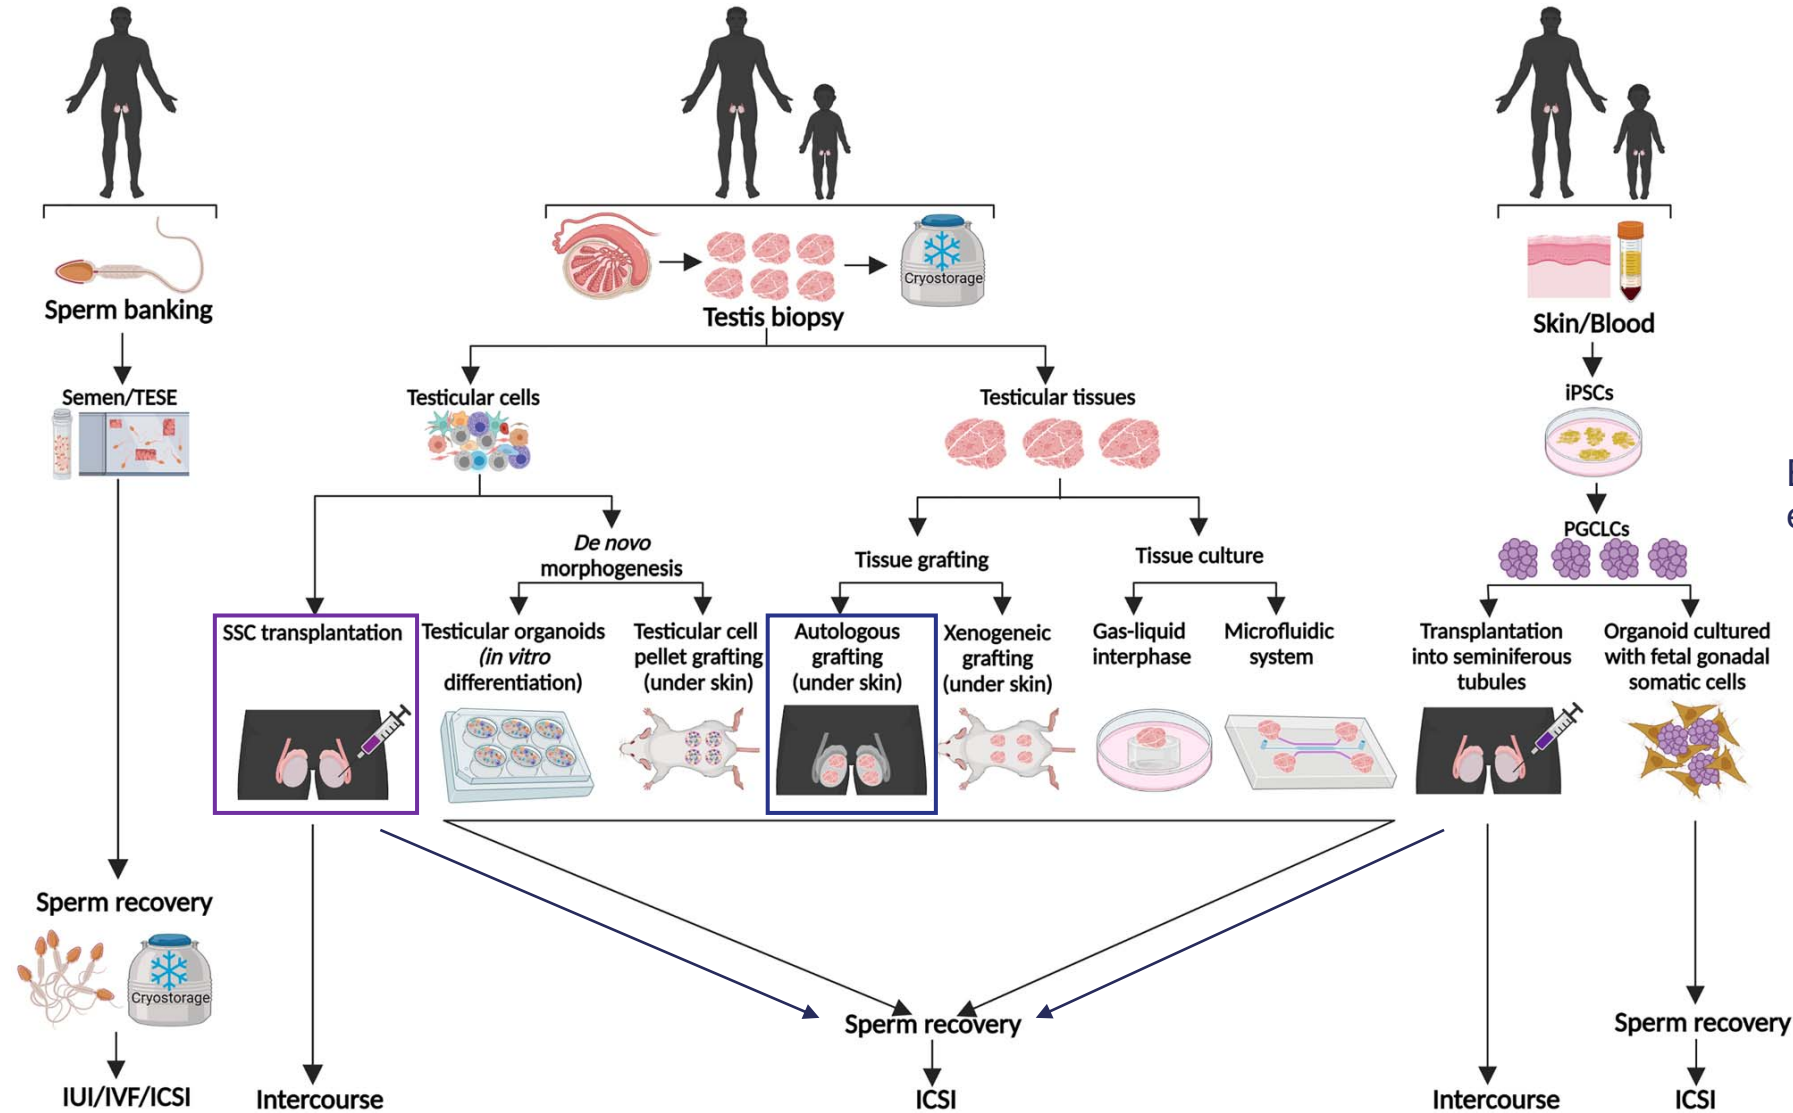 Cryostorage
Sperm banking
Testis biopsy
Skin/Blood
Semen/TESE
Testicular cells
Testicular tissues
iPSCs
PGCLCs
De novo
morphogenesis
Tissue grafting
Tissue culture
SSC transplantation
Testicular organoids
(in vitro
differentiation)
Testicular cell
pellet grafting
(under skin)
Autologous
grafting
(under skin)
Xenogeneic
grafting
(under skin)
Gas-liquid
interphase
Microfluidic
system
Transplantation
into seminiferous
tubules
Organoid cultured
with fetal gonadal
somatic cells
Sperm recovery
Cryostorage
IUI/IVF/ICSI
Intercourse
Sperm recovery
ICSI
Intercourse
Sperm recovery
ICSI